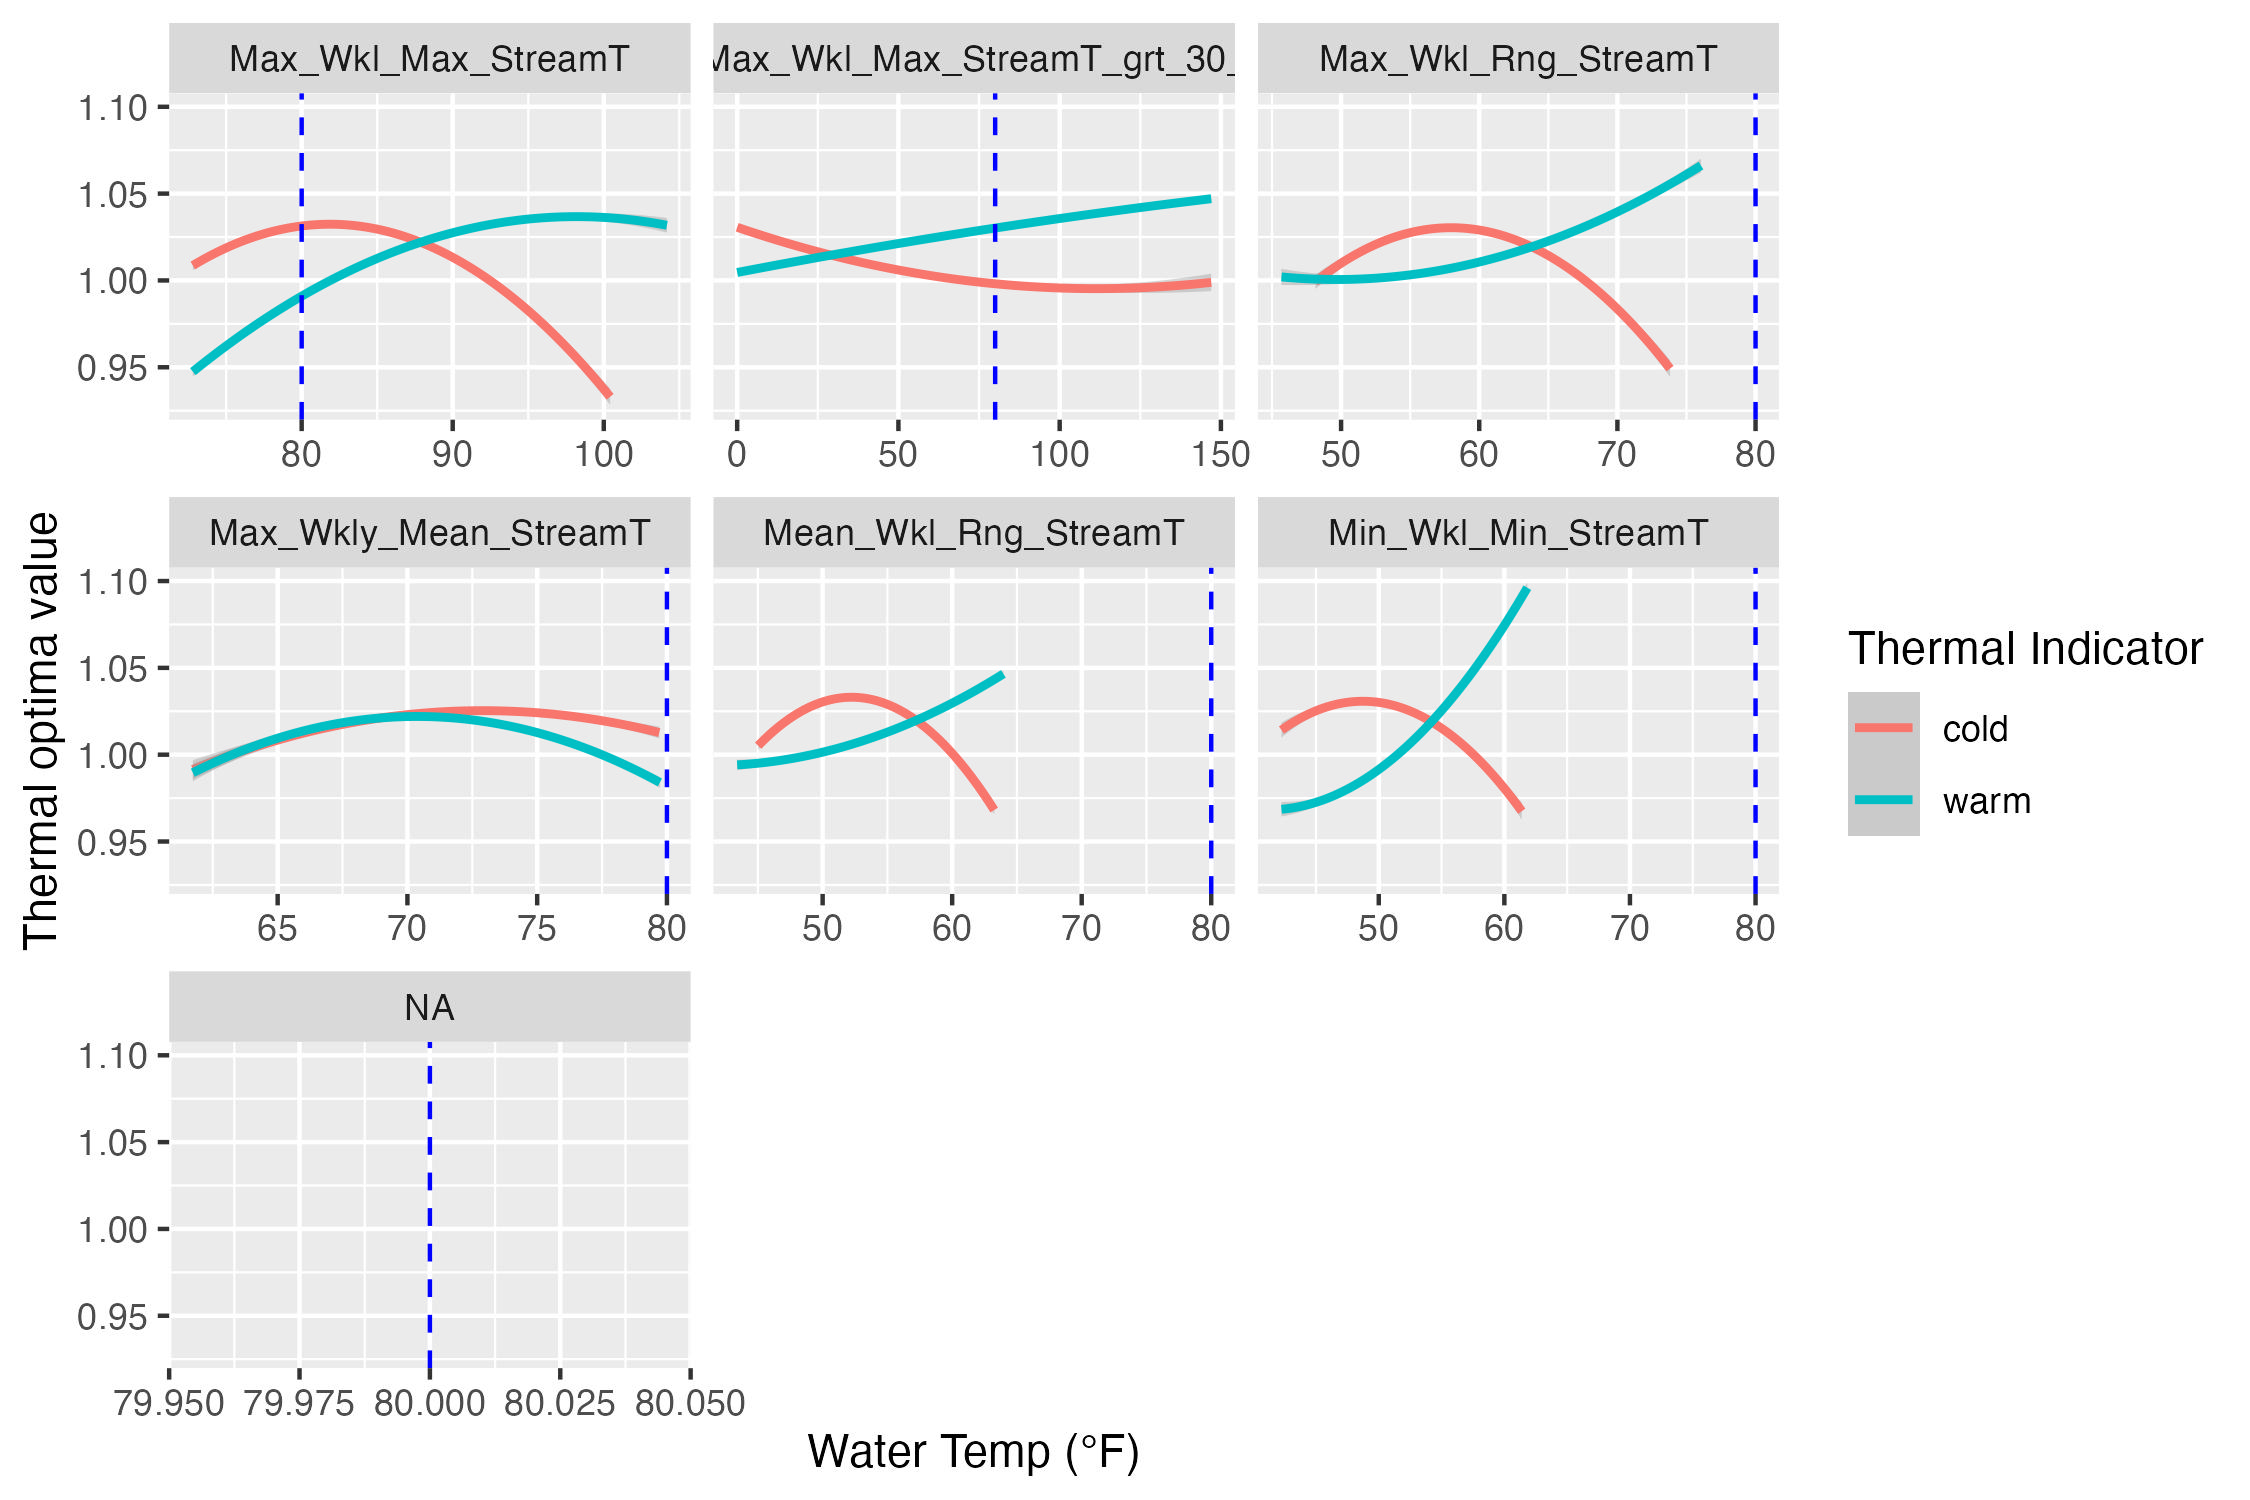 Max_Wkl_Max_StreamT
Max_Wkl_Max_StreamT_grt_30_
Max_Wkl_Rng_StreamT
1.10
1.05
1.00
0.95
80 90 100
0 50 100 150
50 60 70 80
Max_Wkly_Mean_StreamT
Mean_Wkl_Rng_StreamT
Min_Wkl_Min_StreamT
1.10
1.05
1.00
0.95
65 70 75 80
50 60 70 80
50 60 70 80
NA
1.10
1.05
1.00
0.95
79.950 79.975 80.000 80.025 80.050
Water Temp (°F)
Thermal optima value
Thermal Indicator
cold
warm